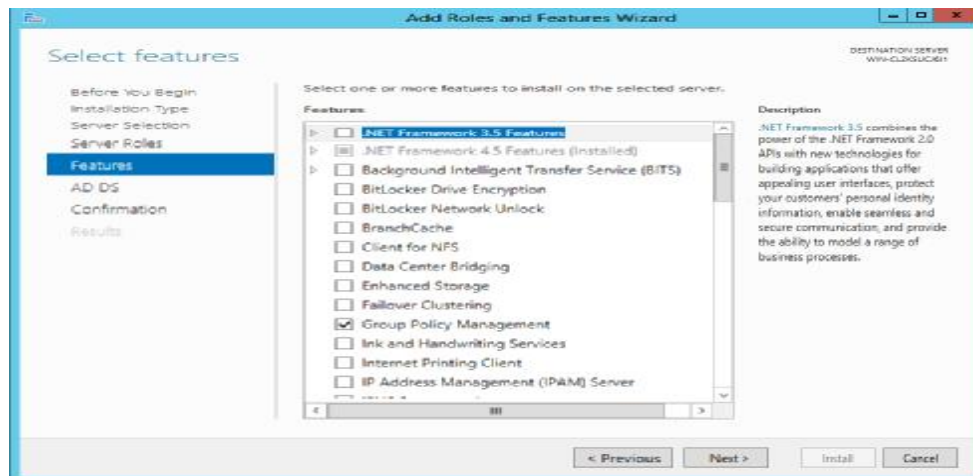 Add Roles and Features Wizard
Select features
DESTINATION SERVER
Before You Begin
Installation Type
Server Selection
Server Roles
Features
AD DS
Confirmation
Results
Select one or more features to install on the selected server.
Features
.NET Framework 3.5 Features
.NET Framework 4.5 Features (Installed)
Background Intelligent Transfer Service (BITS)
BitLocker Drive Encryption
BitLocker Network Unlock
BranchCache
Client for NFS
Data Center Bridging
Enhanced Storage
Failover Clustering
Group Policy Management
Ink and Handwriting Services
Internet Printing Client
IP Address Management (IPAM) Server
Description
.NET Framework 3.5 combines the
power of the .NET Framework 2.0
APIs with new technologies for
building applications that offer
appealing user interfaces, protect
your customers' personal identity
information, enable seamless and
secure communication, and provide
the ability to model a range of
business processes.
< Previous
Next >
Install
Cancel